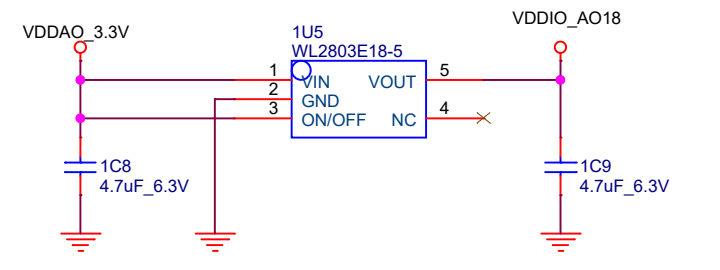 VDDAO_3.3V
VDDIO_AO18
1U5
WL2803E18-5
1
2
3
VIN
GND
ON/OFF
VOUT
NC
5
4
1C8
4.7uF_6.3V
1C9
4.7uF_6.3V